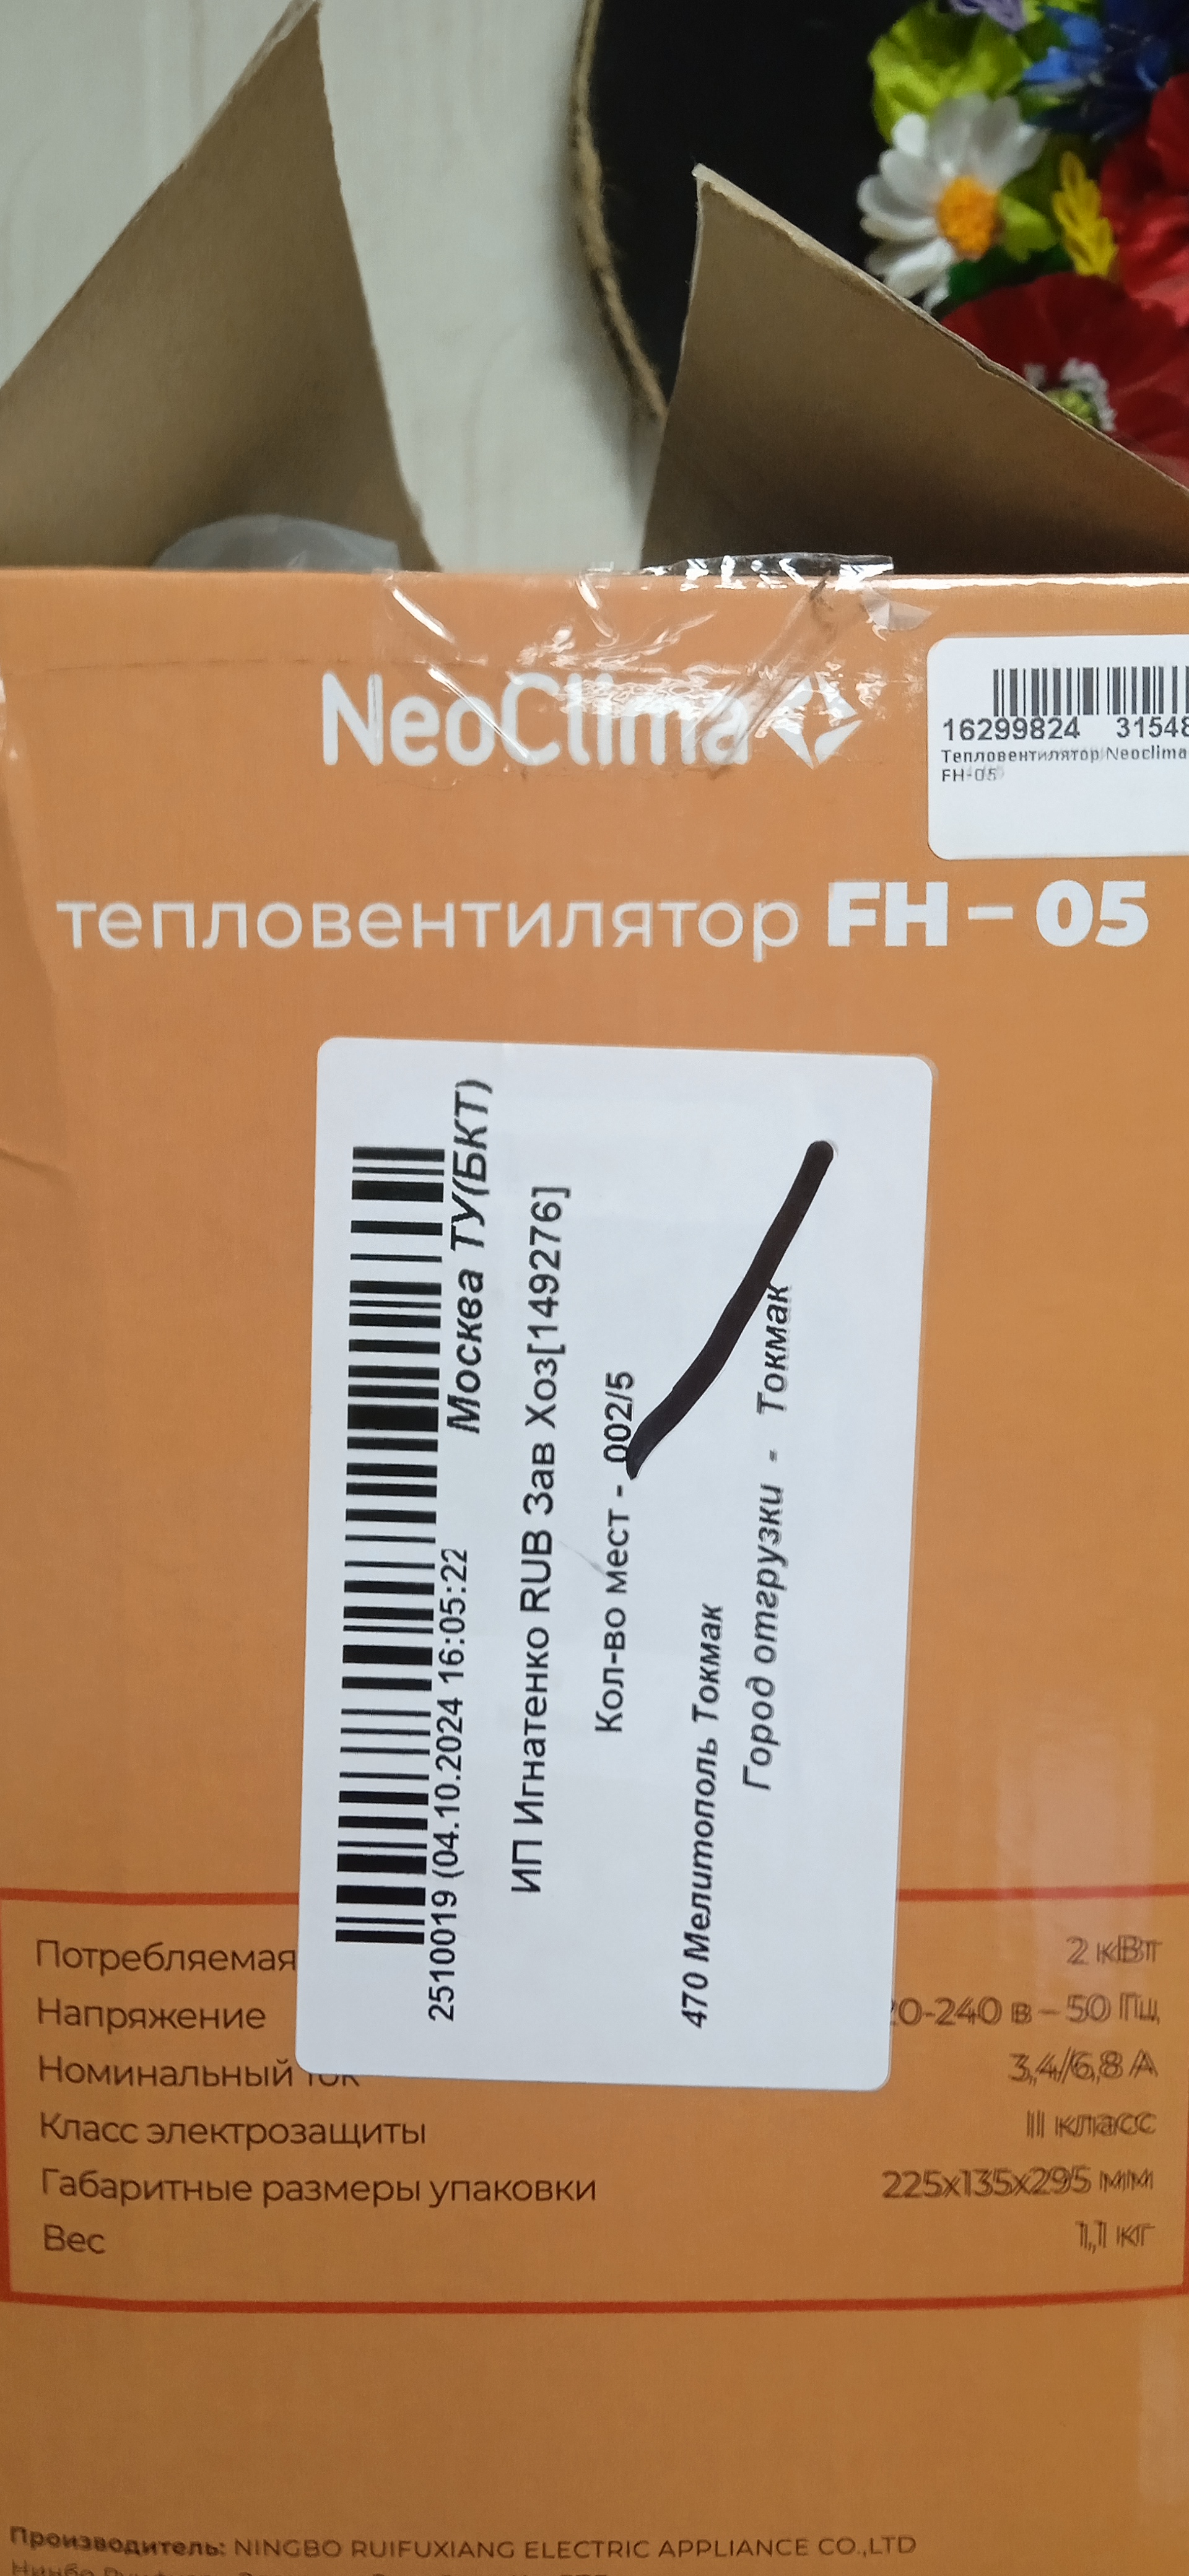 NeoClima
16299824 31548
Тепловентилятор Neoclima
FH-05
тепловентилятор FH – 05
2510019 (04.10.2024 16:05:22 Москва ТУ(БКТ)
ИП Игнатенко RUB Зав Хоз[149276]
Кол-во мест - 002/5
470 Мелитополь Токмак
Город отгрузки - Токмак
Потребляемая 2 кВт
Напряжение 20-240 в – 50 Гц
Номинальный ток 3,4/6,8 А
Класс электрозащиты II класс
Габаритные размеры упаковки 225x135x295 мм
Вес 1,1 кг
Производитель: NINGBO RUIFUXIANG ELECTRIC APPLIANCE CO.,LTD